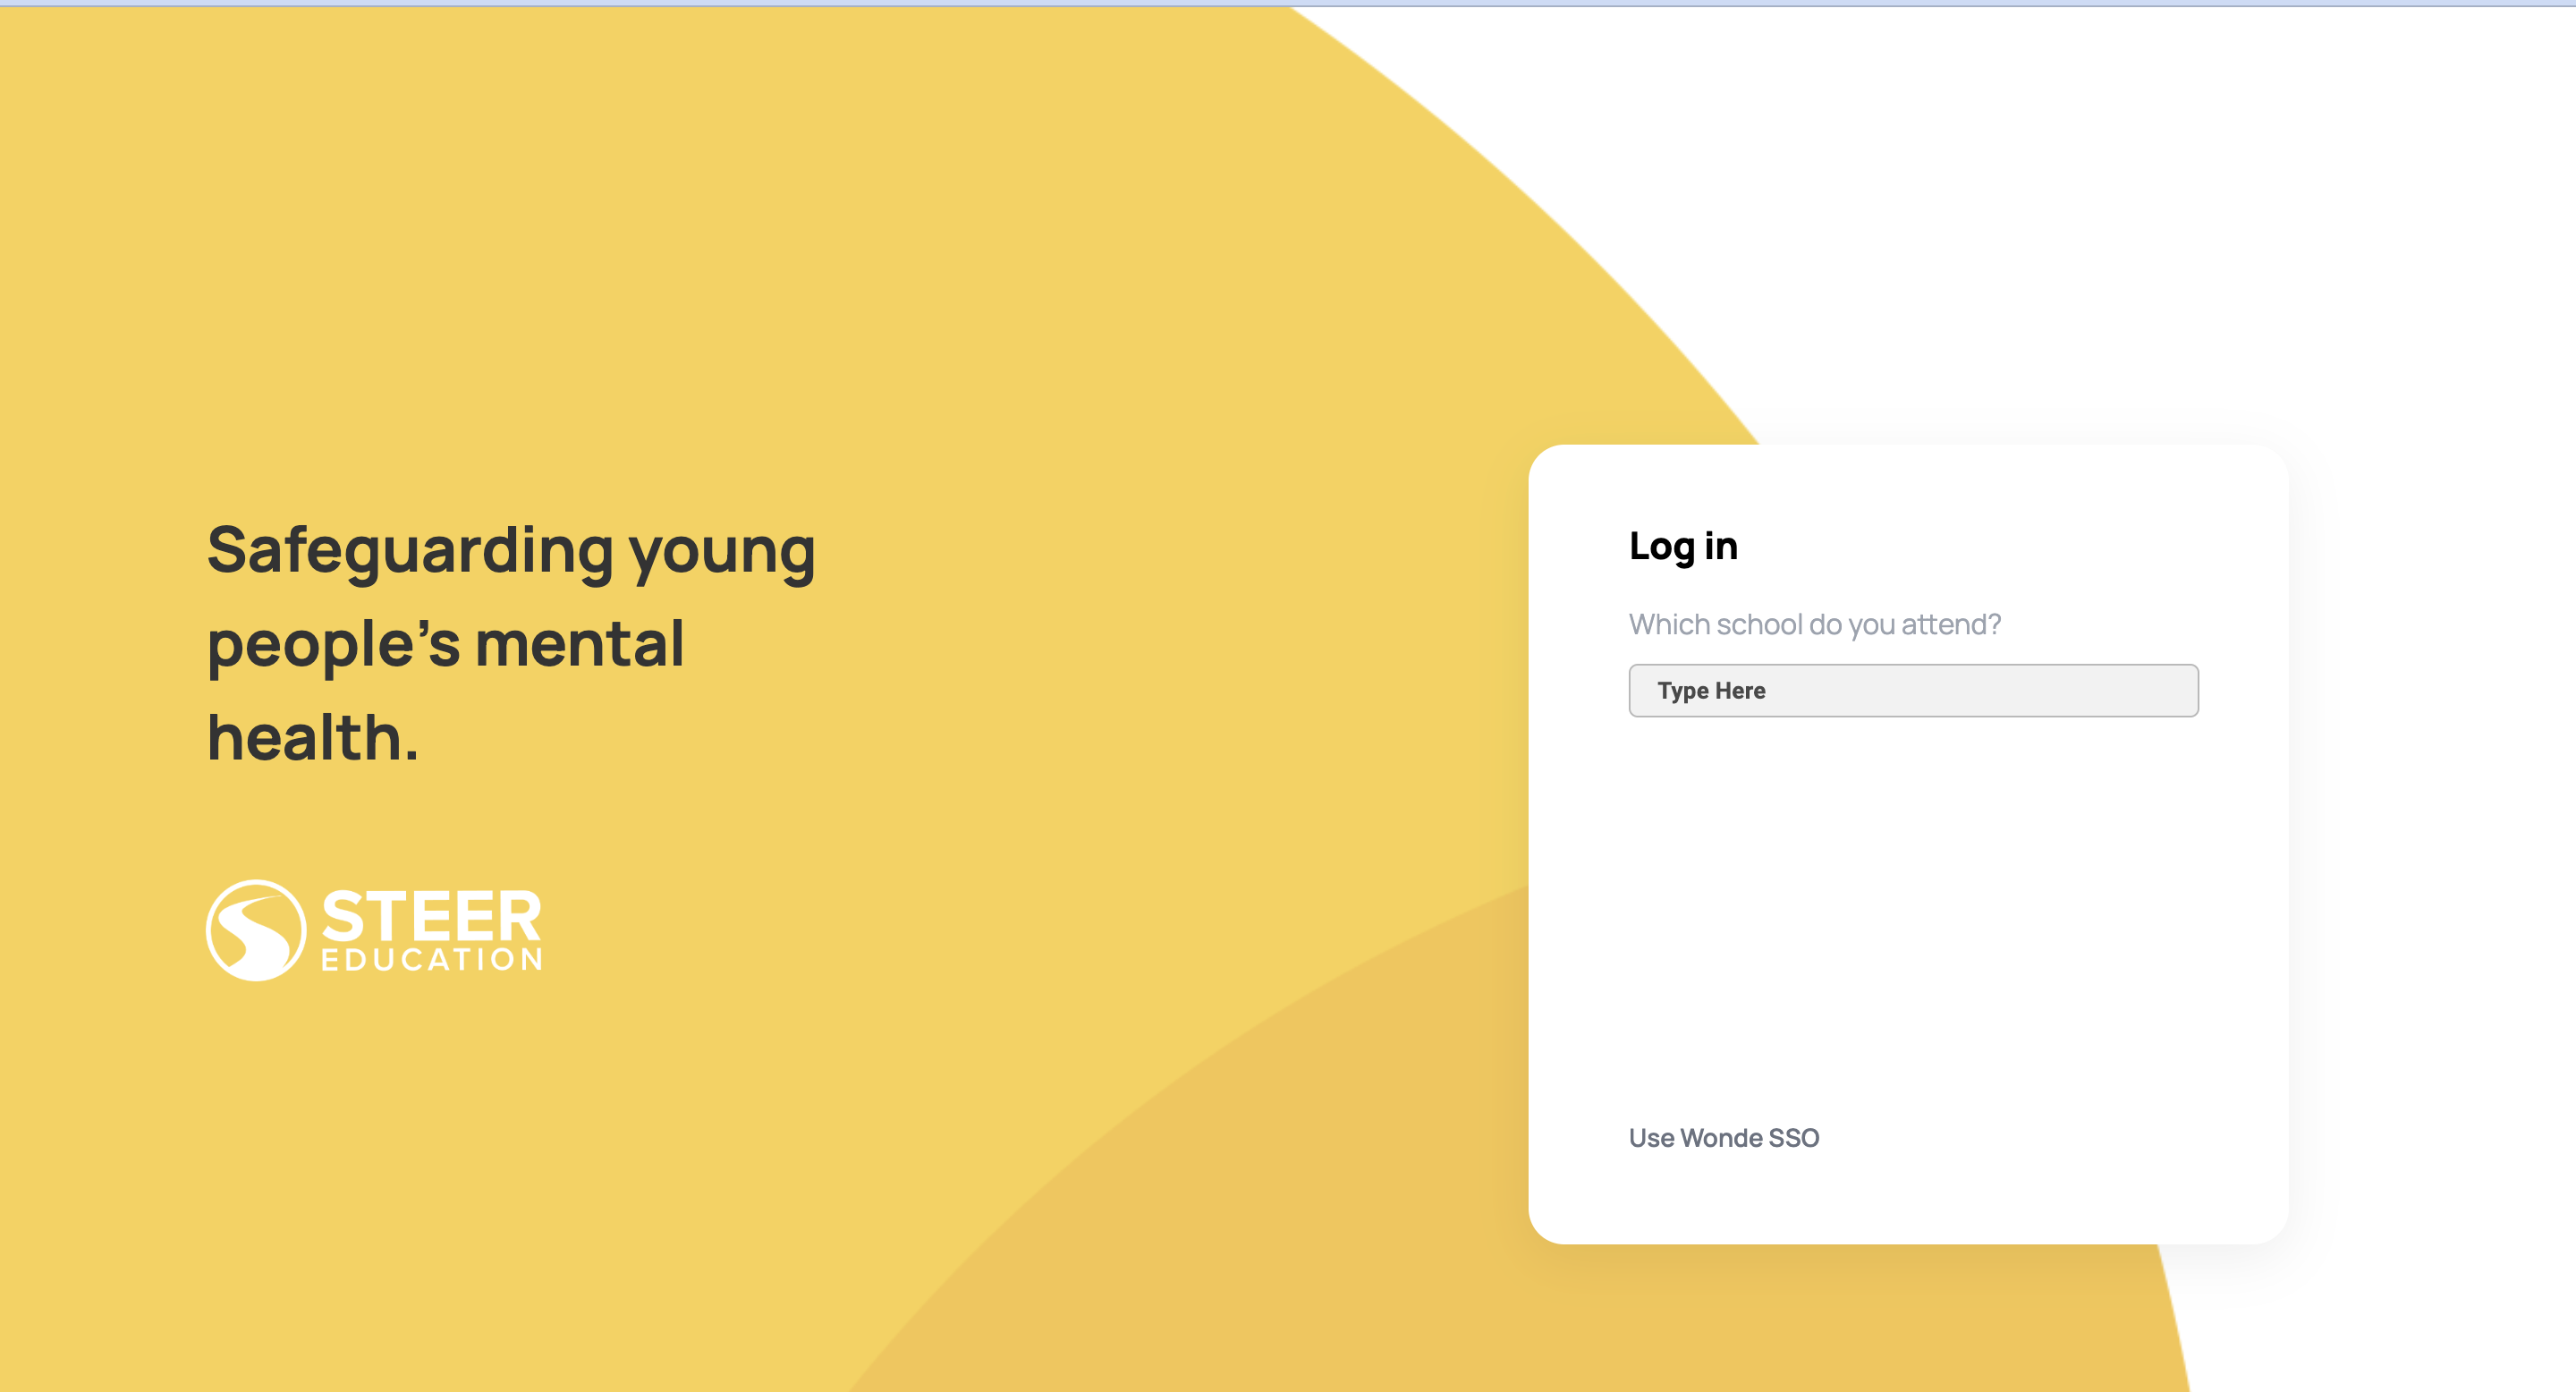 Safeguarding young
people's mental
health.
STEER
EDUCATION
Log in
Which school do you attend?
Type Here
Use Wonde SSO